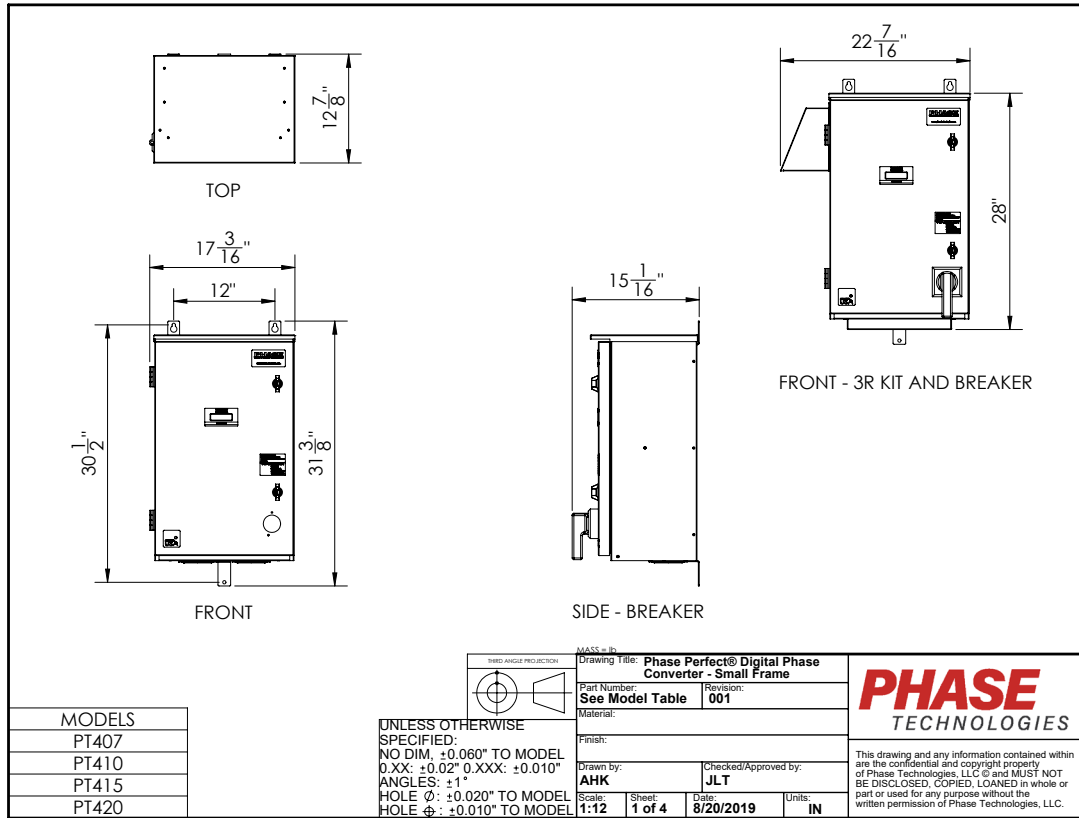 22 7/16"
12 7/8"
TOP
PHASE
28"
17 3/16"
12"
15 1/16"
PHASE
30 1/2"
31 3/8"
FRONT - 3R KIT AND BREAKER
FRONT
SIDE - BREAKER
MODELS
PT407
PT410
PT415
PT420
UNLESS OTHERWISE
SPECIFIED:
NO DIM, ±0.060" TO MODEL
0.XX: ±0.02" 0.XXX: ±0.010"
ANGLES: ±1°
HOLE Ø: ±0.020" TO MODEL
HOLE ⌖: ±0.010" TO MODEL
THIRD ANGLE PROJECTION
MASS = lb
Drawing Title: Phase Perfect® Digital Phase
Converter - Small Frame
Part Number: Revision:
See Model Table 001
Material:
Finish:
Drawn by: Checked/Approved by:
AHK JLT
Scale: Sheet: Date: Units:
1:12 1 of 4 8/20/2019 IN
PHASE
TECHNOLOGIES
This drawing and any information contained within
are the confidential and copyright property
of Phase Technologies, LLC © and MUST NOT
BE DISCLOSED, COPIED, LOANED in whole or
part or used for any purpose without the
written permission of Phase Technologies, LLC.